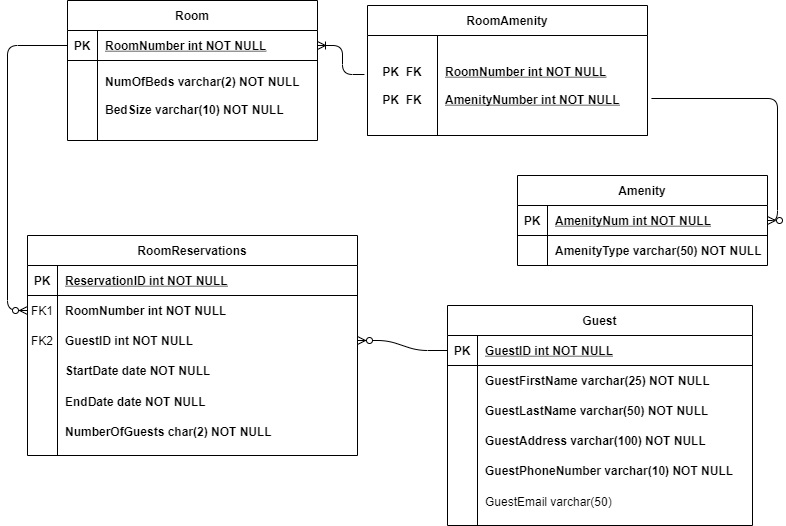 Room
PK RoomNumber int NOT NULL
NumOfBeds varchar(2) NOT NULL
BedSize varchar(10) NOT NULL
RoomAmenity
PK FK RoomNumber int NOT NULL
PK FK AmenityNumber int NOT NULL
Amenity
PK AmenityNum int NOT NULL
AmenityType varchar(50) NOT NULL
RoomReservations
PK ReservationID int NOT NULL
FK1 RoomNumber int NOT NULL
FK2 GuestID int NOT NULL
StartDate date NOT NULL
EndDate date NOT NULL
NumberOfGuests char(2) NOT NULL
Guest
PK GuestID int NOT NULL
GuestFirstName varchar(25) NOT NULL
GuestLastName varchar(50) NOT NULL
GuestAddress varchar(100) NOT NULL
GuestPhoneNumber varchar(10) NOT NULL
GuestEmail varchar(50)